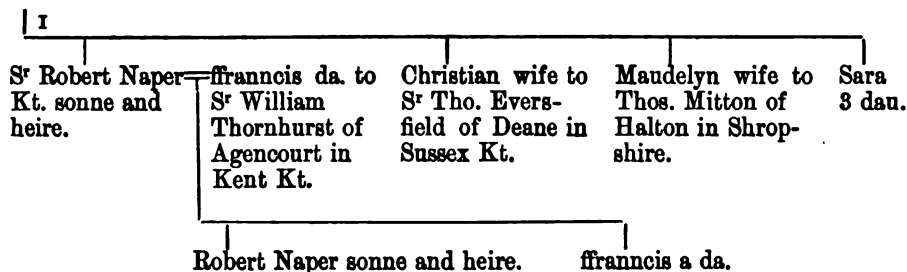 I
Sʳ Robert Naper=ffranncis da. to
Kt. sonne and Sʳ William
heire. Thornhurst of
Agencourt in
Kent Kt.
Christian wife to
Sʳ Tho. Evers-
field of Deane in
Sussex Kt.
Maudelyn wife to
Thos. Mitton of
Halton in Shrop-
shire.
Sara
3 dau.
Robert Naper sonne and heire. ffranncis a da.